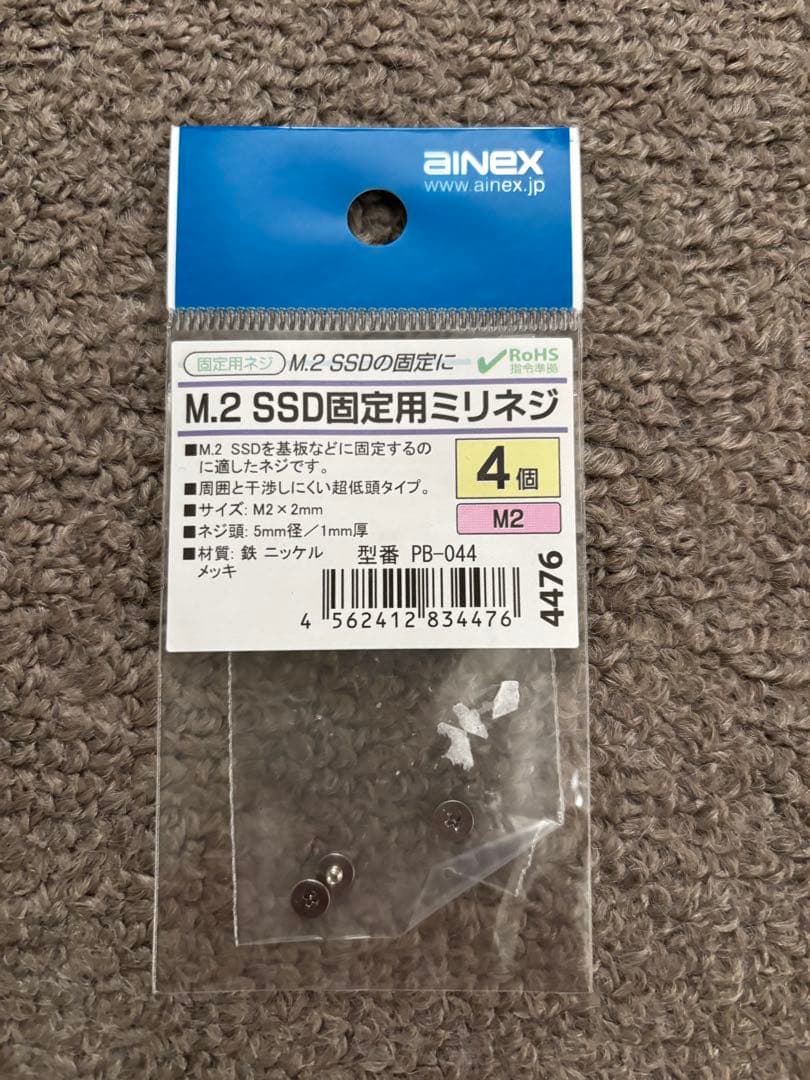 aiNex
www.ainex.jp
固定用ネジ M.2 SSDの固定に RoHS
指令準拠
M.2 SSD固定用ミリネジ
■M.2 SSDを基板などに固定するの
に適したネジです。
■周囲と干渉しにくい超低頭タイプ。
■サイズ: M2×2mm
■ネジ頭: 5mm径/1mm厚
■材質: 鉄 ニッケル
メッキ
4個
M2
型番 PB-044
4 562412 834476
4476